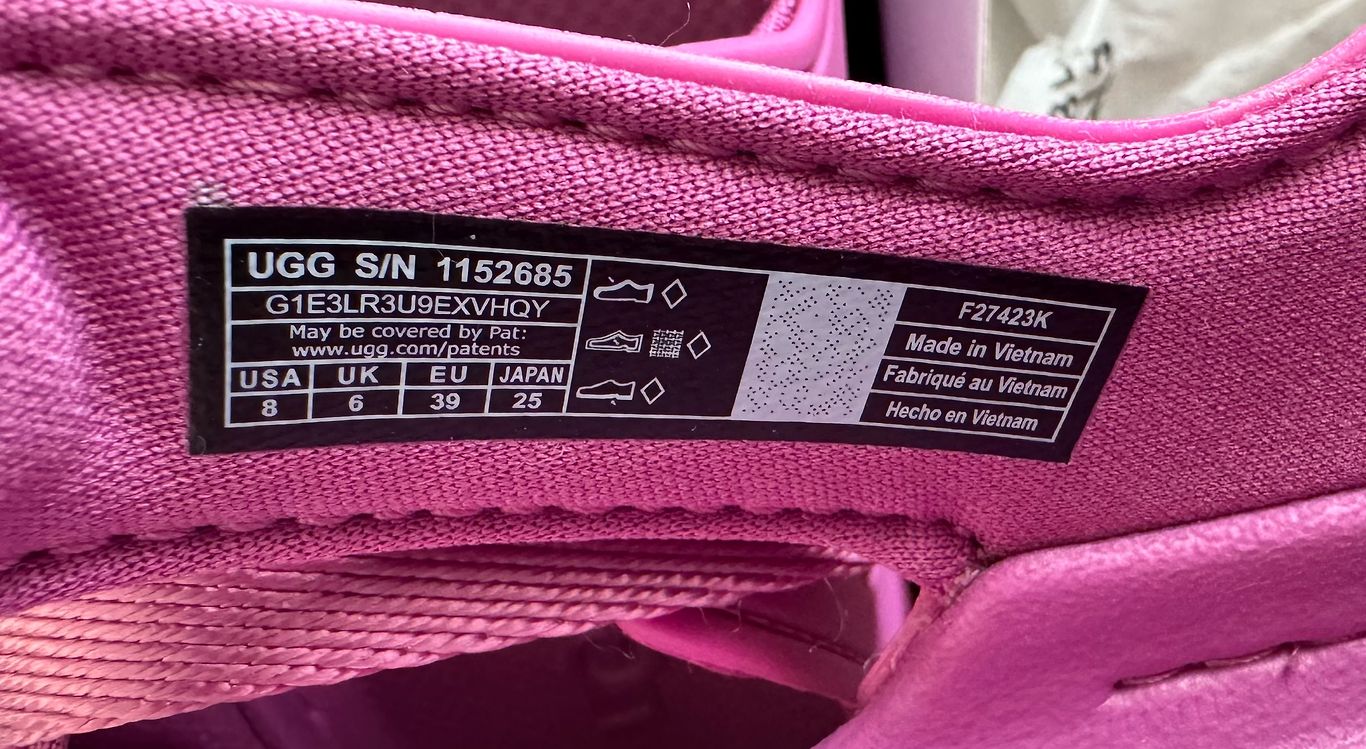 UGG S/N 1152685
G1E3LR3U9EXVHQY
May be covered by Pat:
www.ugg.com/patents
USA UK EU JAPAN
8 6 39 25
F27423K
Made in Vietnam
Fabriqué au Vietnam
Hecho en Vietnam